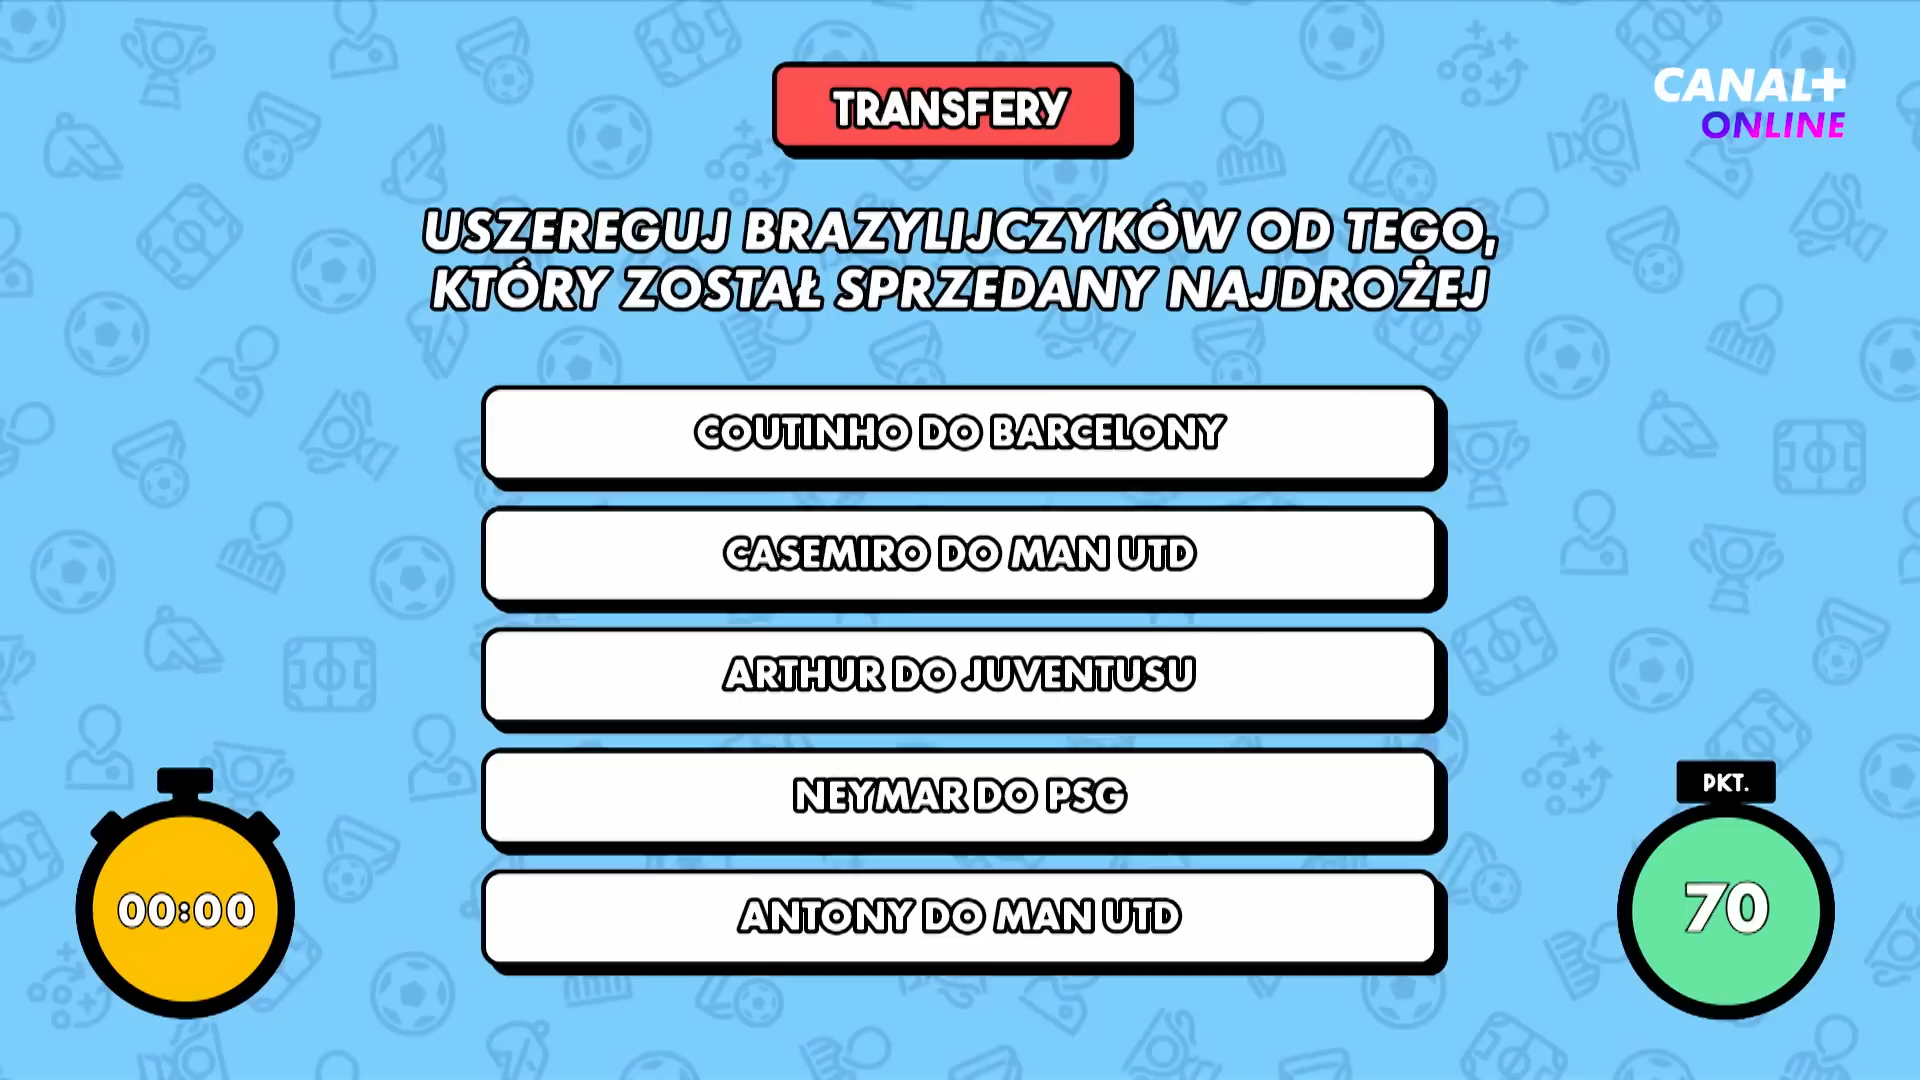 TRANSFERY
CANAL+
ONLINE
USZEREGUJ BRAZYLIJCZYKÓW OD TEGO,
KTÓRY ZOSTAŁ SPRZEDANY NAJDROŻEJ
COUTINHO DO BARCELONY
CASEMIRO DO MAN UTD
ARTHUR DO JUVENTUSU
NEYMAR DO PSG
ANTONY DO MAN UTD
00:00
PKT.
70